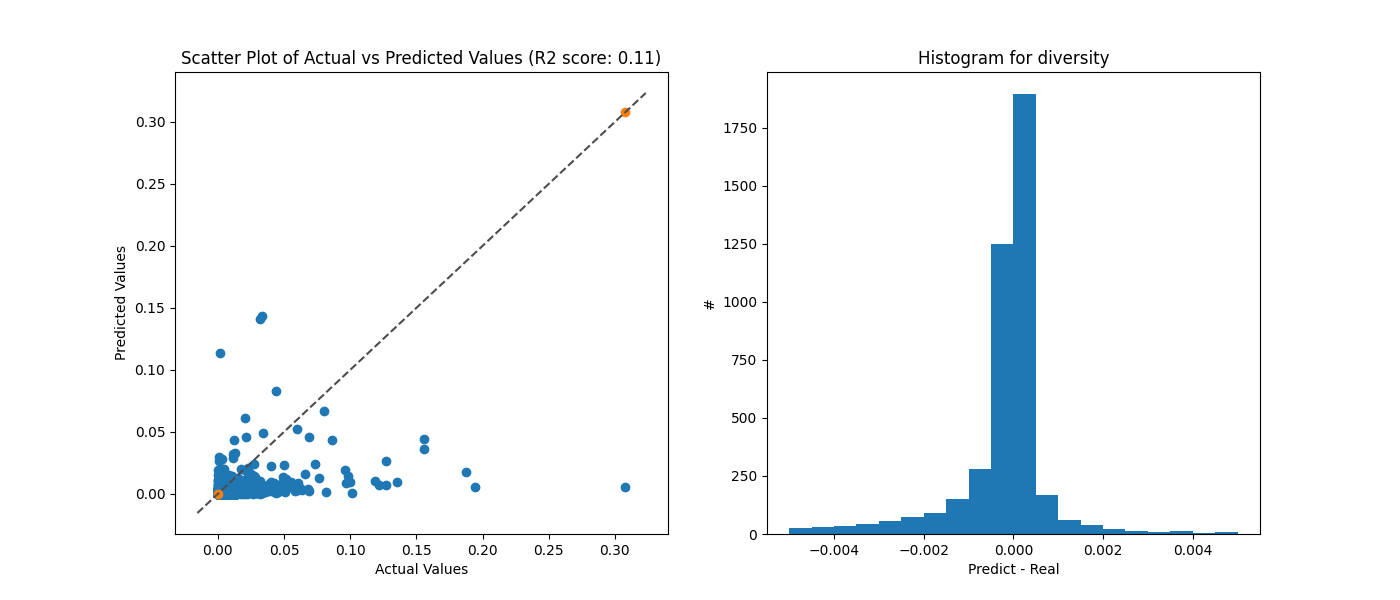 Scatter Plot of Actual vs Predicted Values (R2 score: 0.11)
0.30
0.25
0.20
0.15
0.10
0.05
0.00
Predicted Values
0.00 0.05 0.10 0.15 0.20 0.25 0.30
Actual Values
Histogram for diversity
1750
1500
1250
1000
750
500
250
0
#
−0.004 −0.002 0.000 0.002 0.004
Predict - Real